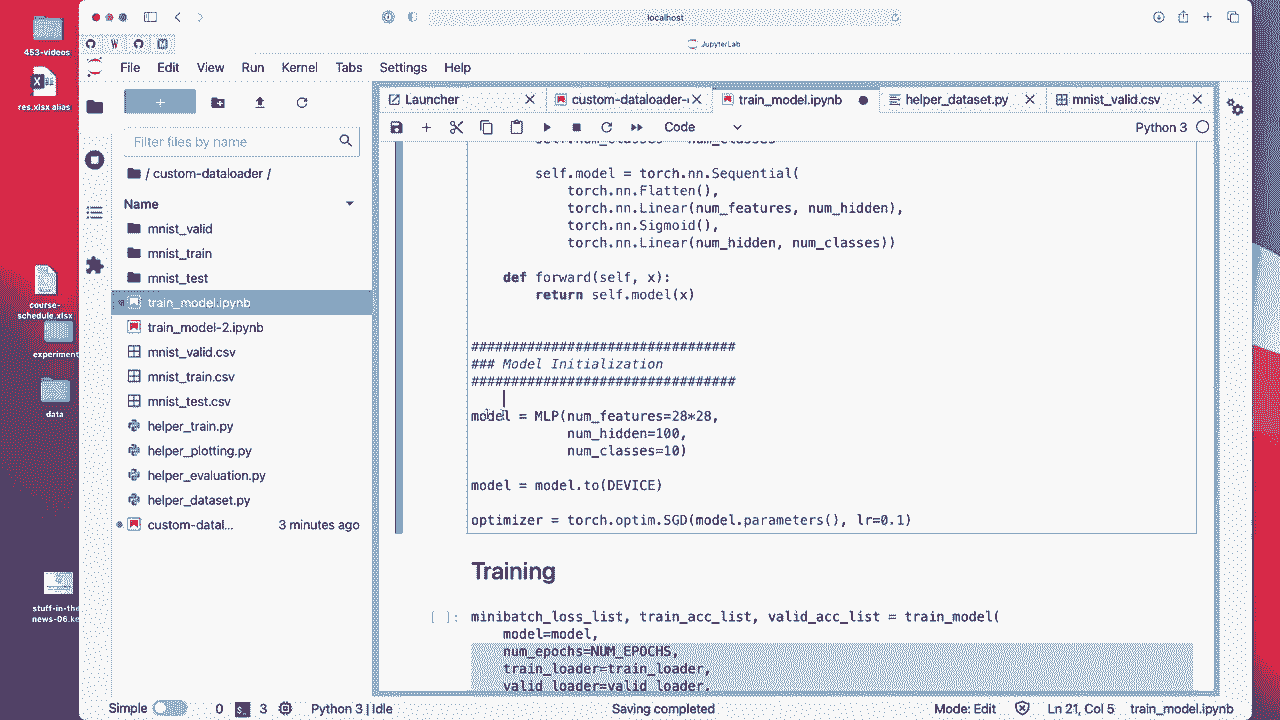 localhost
JupyterLab
453-videos
res.xlsx alias
course-
schedule.xlsx
experiment
data
stuff-in-the
news-06.ke
File Edit View Run Kernel Tabs Settings Help
Filter files by name
/ custom-dataloader /
Name
mnist_valid
mnist_train
mnist_test
train_model.ipynb
train_model-2.ipynb
mnist_valid.csv
mnist_train.csv
mnist_test.csv
helper_train.py
helper_plotting.py
helper_evaluation.py
helper_dataset.py
custom-datal... 3 minutes ago
Launcher custom-dataloader- train_model.ipynb helper_dataset.py mnist_valid.csv
Code Python 3
self.model = torch.nn.Sequential(
torch.nn.Flatten(),
torch.nn.Linear(num_features, num_hidden),
torch.nn.Sigmoid(),
torch.nn.Linear(num_hidden, num_classes))
def forward(self, x):
return self.model(x)
#################################
### Model Initialization
#################################
model = MLP(num_features=28*28,
num_hidden=100,
num_classes=10)
model = model.to(DEVICE)
optimizer = torch.optim.SGD(model.parameters(), lr=0.1)
Training
[ ]: minibatch_loss_list, train_acc_list, valid_acc_list = train_model(
model=model,
num_epochs=NUM_EPOCHS,
train_loader=train_loader,
valid_loader=valid_loader,
Simple 0 3 Python 3 | Idle Saving completed Mode: Edit Ln 21, Col 5 train_model.ipynb